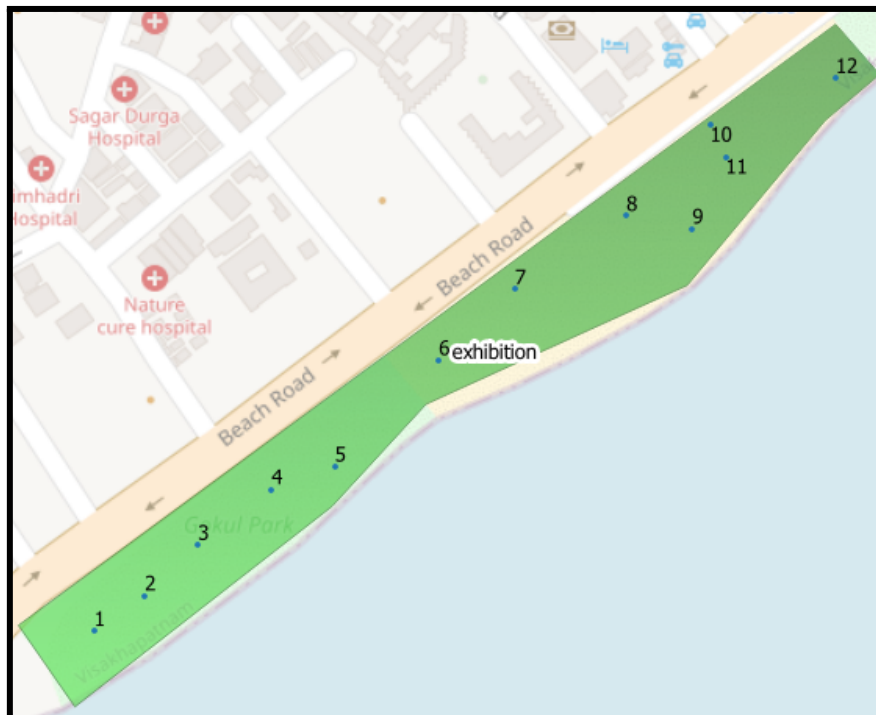 12
Sagar Durga
Hospital
10
11
imhadri
Hospital
8
9
Beach Road
7
Nature
cure hospital
6
exhibition
Beach Road
5
4
Gokul Park
3
2
1
Visakhapatnam